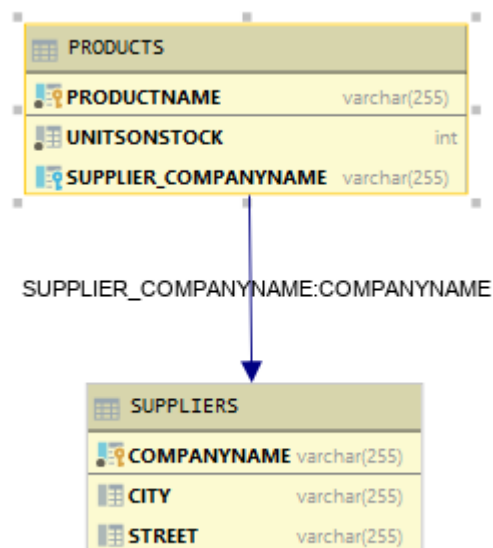 PRODUCTS
PRODUCTNAME varchar(255)
UNITSONSTOCK int
SUPPLIER_COMPANYNAME varchar(255)
SUPPLIER_COMPANYNAME:COMPANYNAME
SUPPLIERS
COMPANYNAME varchar(255)
CITY varchar(255)
STREET varchar(255)